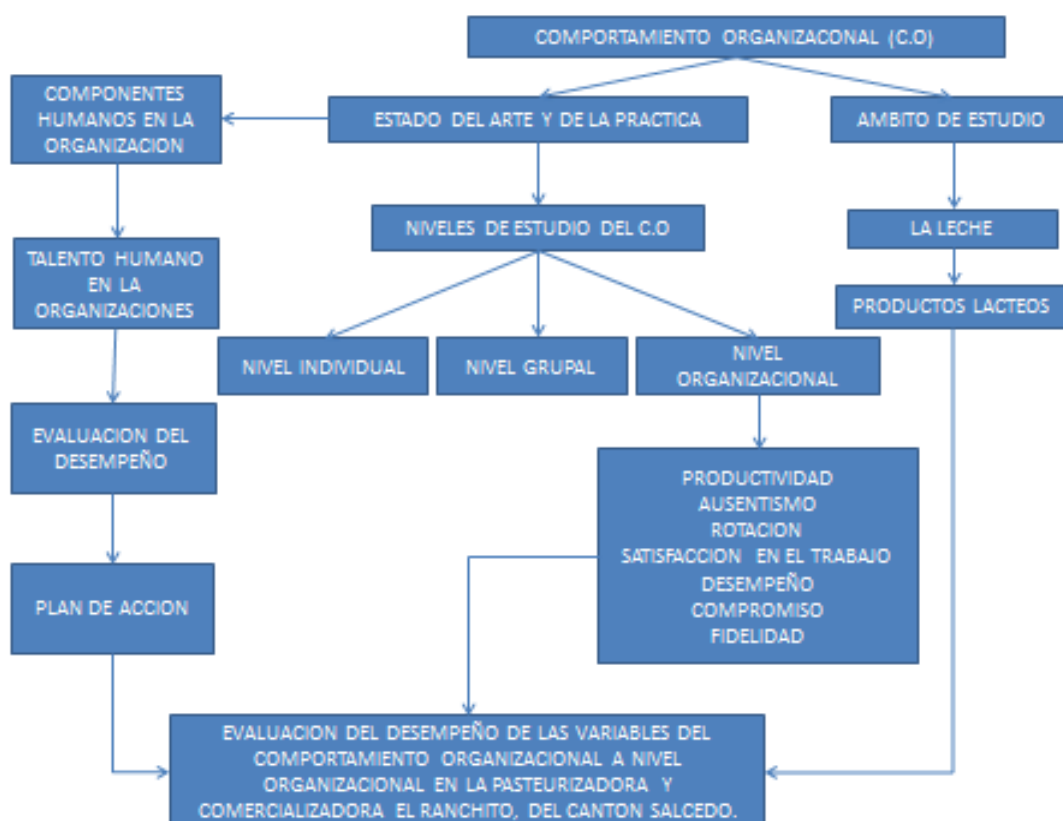 COMPORTAMIENTO ORGANIZACONAL (C.O)
COMPONENTES
HUMANOS EN LA
ORGANIZACION
ESTADO DEL ARTE Y DE LA PRACTICA
AMBITO DE ESTUDIO
NIVELES DE ESTUDIO DEL C.O
LA LECHE
TALENTO HUMANO
EN LA
ORGANIZACIONES
PRODUCTOS LACTEOS
NIVEL INDIVIDUAL
NIVEL GRUPAL
NIVEL
ORGANIZACIONAL
EVALUACION DEL
DESEMPEÑO
PRODUCTIVIDAD
AUSENTISMO
ROTACION
SATISFACCION EN EL TRABAJO
DESEMPEÑO
COMPROMISO
FIDELIDAD
PLAN DE ACCION
EVALUACION DEL DESEMPEÑO DE LAS VARIABLES DEL
COMPORTAMIENTO ORGANIZACIONAL A NIVEL
ORGANIZACIONAL EN LA PASTEURIZADORA Y
COMERCIALIZADORA EL RANCHITO, DEL CANTON SALCEDO.